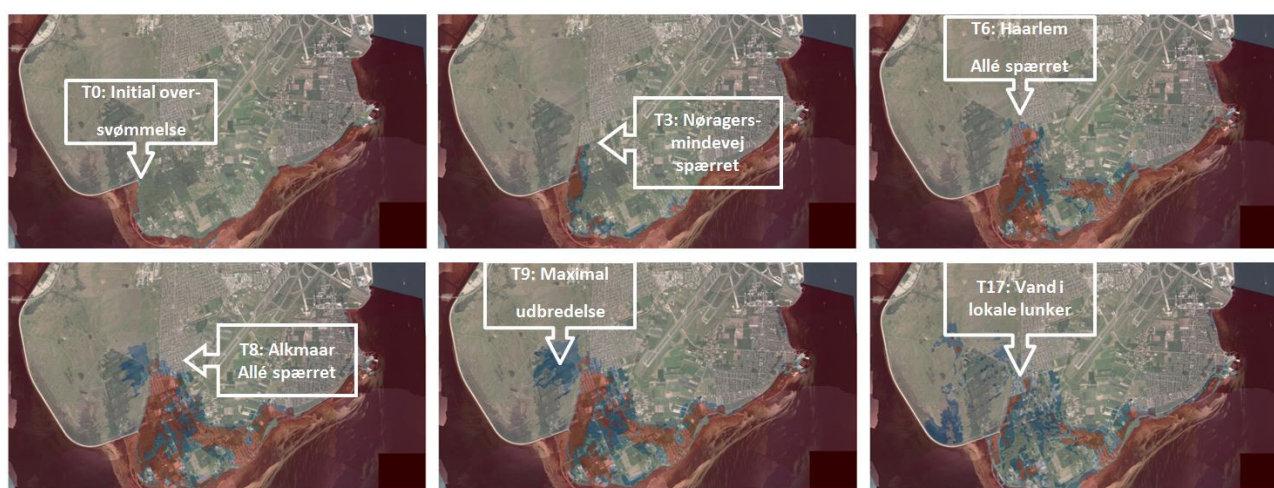 T0: Initial over-
svømmelse
T3: Nøragers-
mindevej
spærret
T6: Haarlem
Allé spærret
T8: Alkmaar
Allé spærret
T9: Maximal
udbredelse
T17: Vand i
lokale lunker